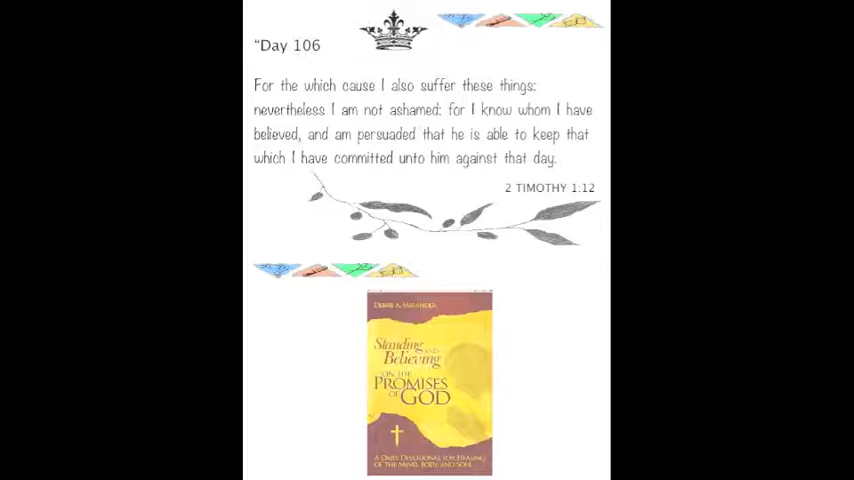 “Day 106
For the which cause I also suffer these things:
nevertheless I am not ashamed: for I know whom I have
believed, and am persuaded that he is able to keep that
which I have committed unto him against that day.
2 TIMOTHY 1:12
Standing AND
Believing
ON THE
PROMISES
OF GOD
A DAILY DEVOTIONAL FOR HEALING
OF THE MIND, BODY, AND SOUL